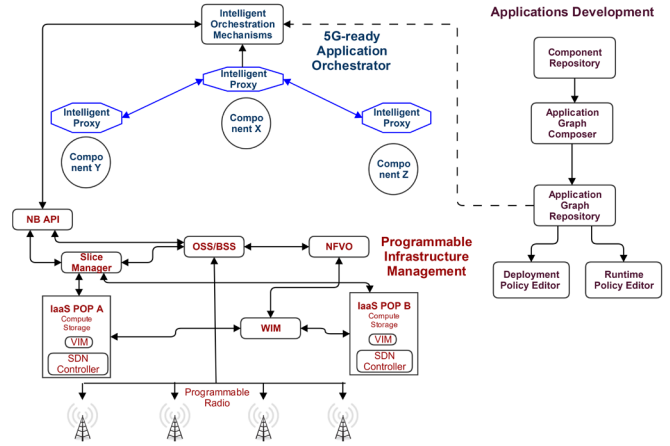 Applications Development
Intelligent
Orchestration
Mechanisms
5G-ready
Application
Orchestrator
Component
Repository
Intelligent
Proxy
Intelligent
Proxy
Component X
Intelligent
Proxy
Application
Graph
Composer
Compo
nent Y
Compo
nent Z
Application
Graph
Repository
NB API
OSS/BSS
NFVO
Programmable
Infrastructure
Management
Slice
Manager
Deployment
Policy Editor
Runtime
Policy Editor
IaaS POP A
Compute
Storage
VIM
SDN
Controller
WIM
IaaS POP B
Compute
Storage
VIM
SDN
Controller
Programmable
Radio